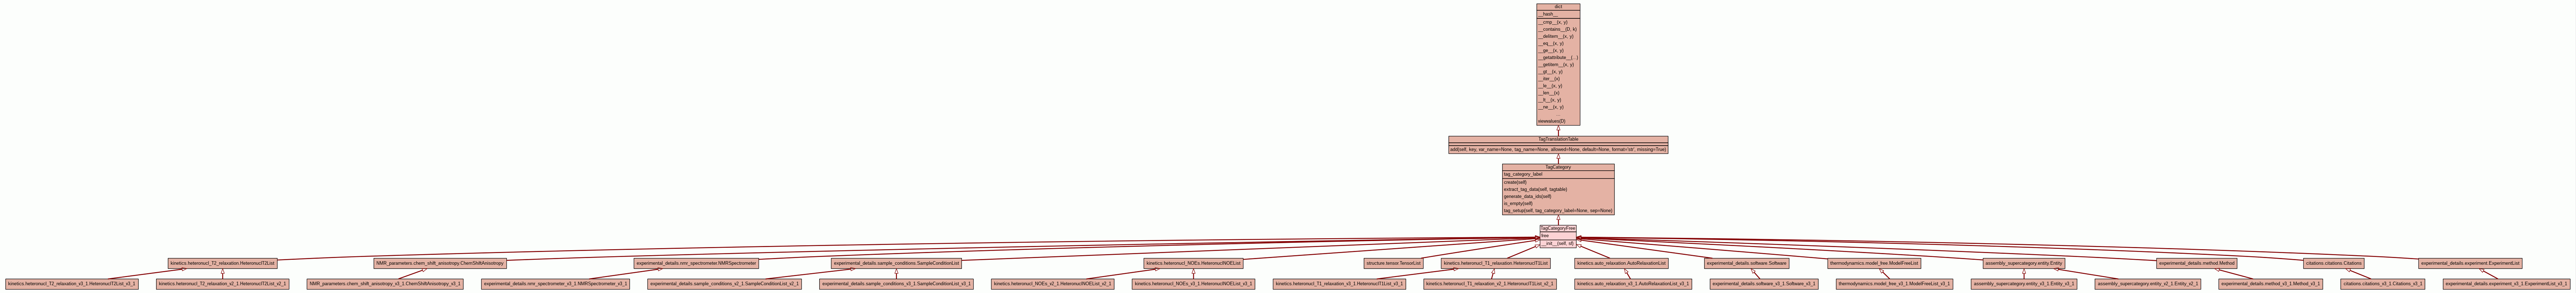 dict
__hash__
__cmp__(x, y)
__contains__(D, k)
__delitem__(x, y)
__eq__(x, y)
__ge__(x, y)
__getattribute__(...)
__getitem__(x, y)
__gt__(x, y)
__iter__(x)
__le__(x, y)
__len__(x)
__lt__(x, y)
__ne__(x, y)
viewvalues(D)
TagTranslationTable
add(self, key, var_name=None, tag_name=None, allowed=None, default=None, format='str', missing=True)
TagCategory
tag_category_label
create(self)
extract_tag_data(self, tagtable)
generate_data_ids(self)
is_empty(self)
tag_setup(self, tag_category_label=None, sep=None)
TagCategoryFree
free
__init__(self, sf)
kinetics.heteronucl_T2_relaxation.HeteronuclT2List
NMR_parameters.chem_shift_anisotropy.ChemShiftAnisotropy
experimental_details.nmr_spectrometer.NMRSpectrometer
experimental_details.sample_conditions.SampleConditionList
kinetics.heteronucl_NOEs.HeteronuclNOEList
structure.tensor.TensorList
kinetics.heteronucl_T1_relaxation.HeteronuclT1List
kinetics.auto_relaxation.AutoRelaxationList
experimental_details.software.Software
thermodynamics.model_free.ModelFreeList
assembly_supercategory.entity.Entity
experimental_details.method.Method
citations.citations.Citations
experimental_details.experiment.ExperimentList
kinetics.heteronucl_T2_relaxation_v3_1.HeteronuclT2List_v3_1
kinetics.heteronucl_T2_relaxation_v2_1.HeteronuclT2List_v2_1
NMR_parameters.chem_shift_anisotropy_v3_1.ChemShiftAnisotropy_v3_1
experimental_details.nmr_spectrometer_v3_1.NMRSpectrometer_v3_1
experimental_details.sample_conditions_v2_1.SampleConditionList_v2_1
experimental_details.sample_conditions_v3_1.SampleConditionList_v3_1
kinetics.heteronucl_NOEs_v2_1.HeteronuclNOEList_v2_1
kinetics.heteronucl_NOEs_v3_1.HeteronuclNOEList_v3_1
kinetics.heteronucl_T1_relaxation_v3_1.HeteronuclT1List_v3_1
kinetics.heteronucl_T1_relaxation_v2_1.HeteronuclT1List_v2_1
kinetics.auto_relaxation_v3_1.AutoRelaxationList_v3_1
experimental_details.software_v3_1.Software_v3_1
thermodynamics.model_free_v3_1.ModelFreeList_v3_1
assembly_supercategory.entity_v3_1.Entity_v3_1
assembly_supercategory.entity_v2_1.Entity_v2_1
experimental_details.method_v3_1.Method_v3_1
citations.citations_v3_1.Citations_v3_1
experimental_details.experiment_v3_1.ExperimentList_v3_1